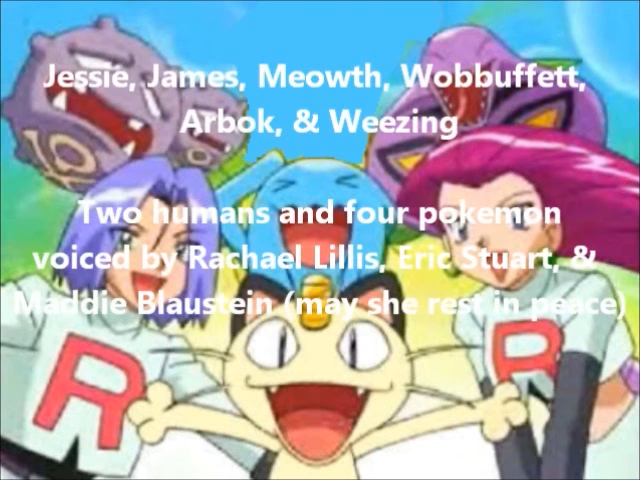 Jessie, James, Meowth, Wobbuffett,
Arbok, & Weezing
Two humans and four pokemon
voiced by Rachael Lillis, Eric Stuart, &
Maddie Blaustein (may she rest in peace)
R
R